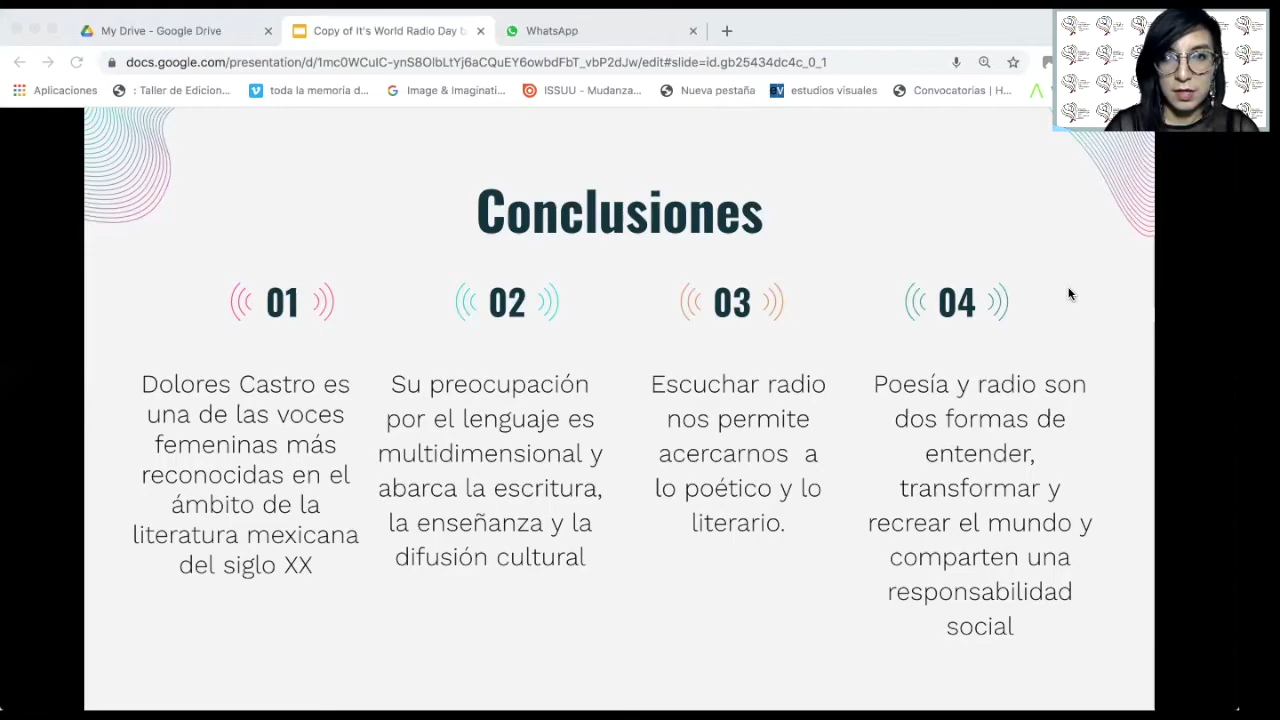 My Drive - Google Drive
Copy of It's World Radio Day b
WhatsApp
docs.google.com/presentation/d/1mc0WCuIC-ynS8OlbLtYj6aCQuEY6owbdFbT_vbP2dJw/edit#slide=id.gb25434dc4c_0_1
Aplicaciones
: Taller de Edicion...
toda la memoria d...
Image & Imaginati...
ISSUU - Mudanza...
Nueva pestaña
estudios visuales
Convocatorias | H...
Conclusiones
01
02
03
04
Dolores Castro es
una de las voces
femeninas más
reconocidas en el
ámbito de la
literatura mexicana
del siglo XX
Su preocupación
por el lenguaje es
multidimensional y
abarca la escritura,
la enseñanza y la
difusión cultural
Escuchar radio
nos permite
acercarnos a
lo poético y lo
literario.
Poesía y radio son
dos formas de
entender,
transformar y
recrear el mundo y
comparten una
responsabilidad
social